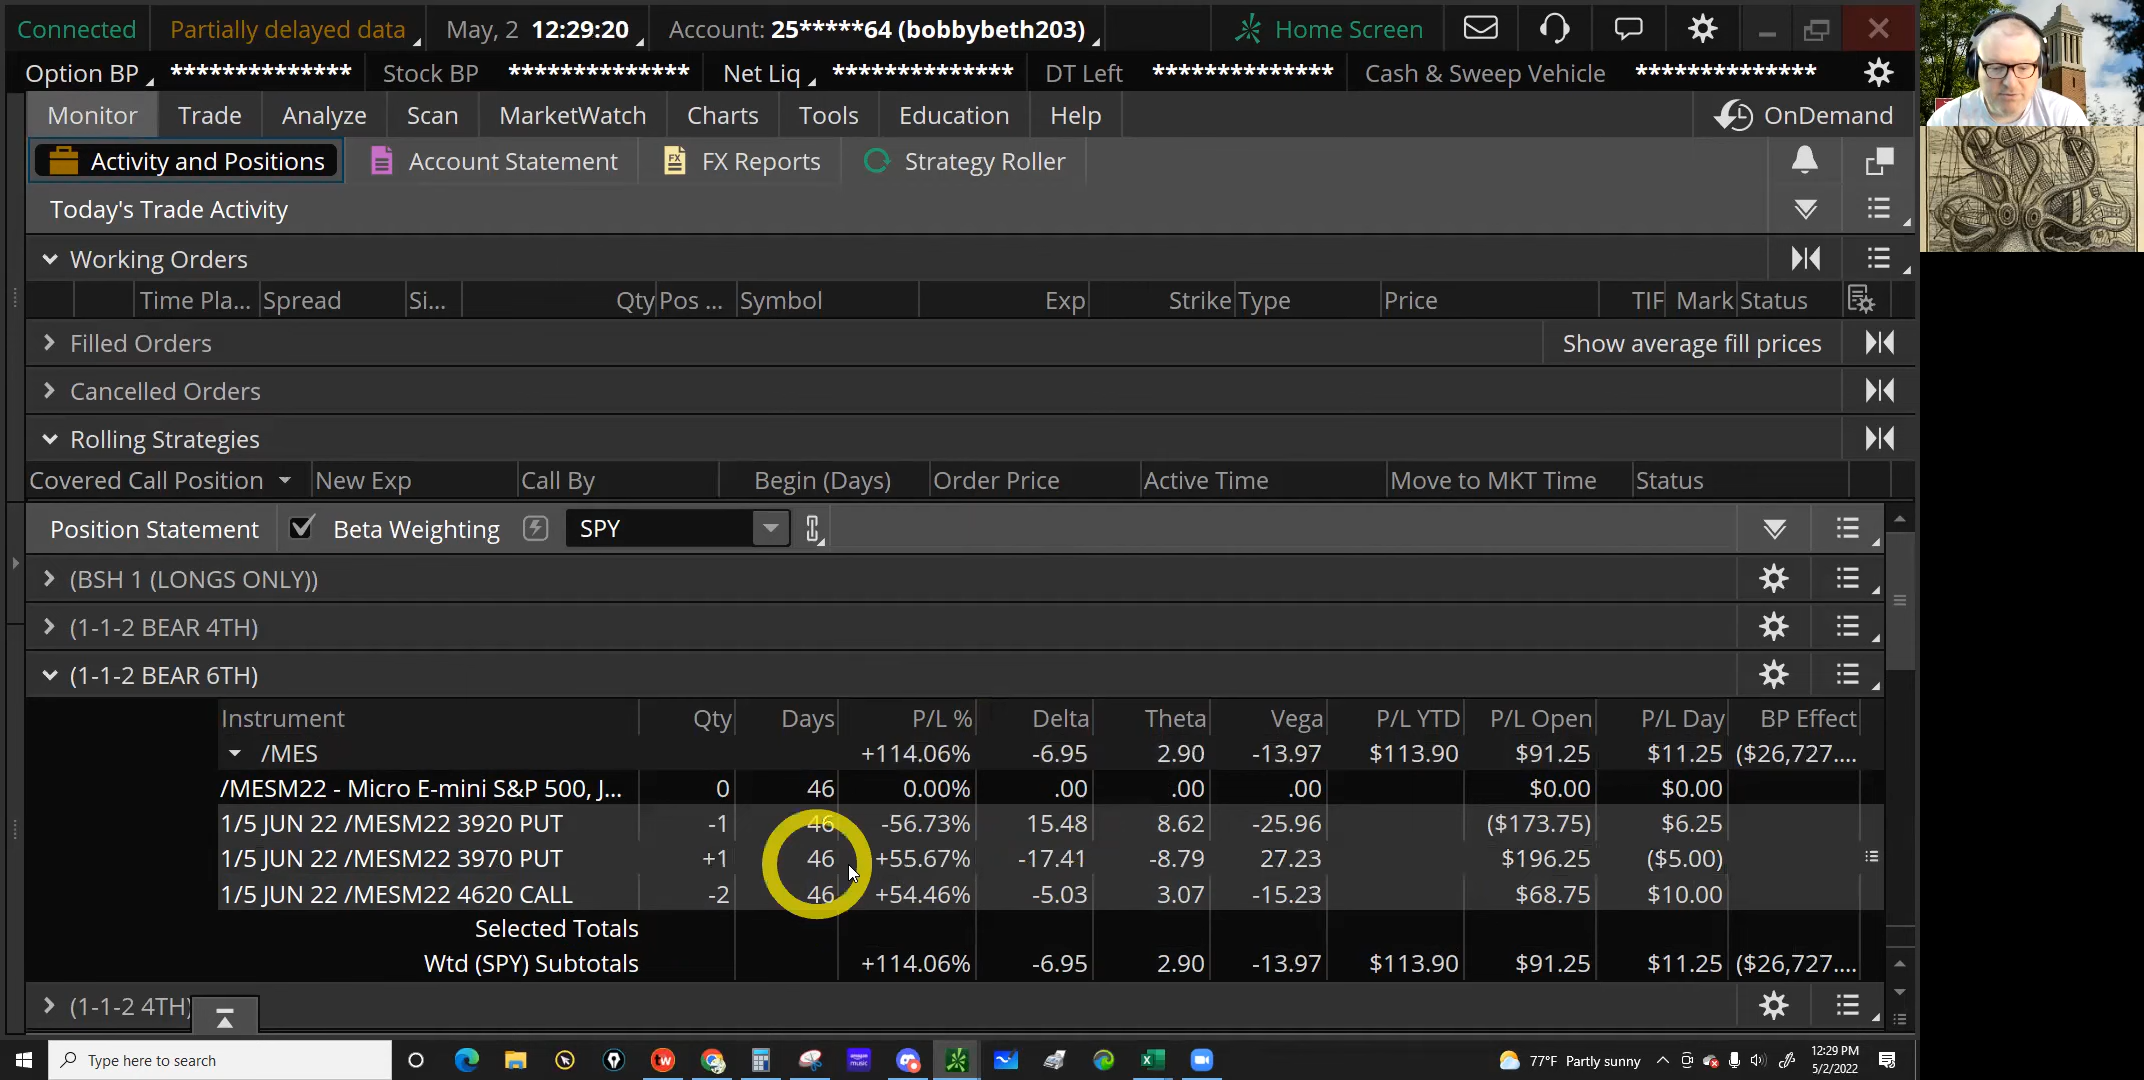 Connected Partially delayed data May, 2 12:29:20 Account: 25*****64 (bobbybeth203) Home Screen
Option BP ************** Stock BP ************** Net Liq ************** DT Left ************** Cash & Sweep Vehicle **************
Monitor Trade Analyze Scan MarketWatch Charts Tools Education Help OnDemand
Activity and Positions Account Statement FX FX Reports Strategy Roller
Today's Trade Activity
Working Orders
Time Pla... Spread Si... Qty Pos ... Symbol Exp Strike Type Price TIF Mark Status
Filled Orders Show average fill prices
Cancelled Orders
Rolling Strategies
Covered Call Position New Exp Call By Begin (Days) Order Price Active Time Move to MKT Time Status
Position Statement Beta Weighting SPY
(BSH 1 (LONGS ONLY))
(1-1-2 BEAR 4TH)
(1-1-2 BEAR 6TH)
Instrument Qty Days P/L % Delta Theta Vega P/L YTD P/L Open P/L Day BP Effect
/MES +114.06% -6.95 2.90 -13.97 $113.90 $91.25 $11.25 ($26,727....
/MESM22 - Micro E-mini S&P 500, J... 0 46 0.00% .00 .00 .00 $0.00 $0.00
1/5 JUN 22 /MESM22 3920 PUT -1 46 -56.73% 15.48 8.62 -25.96 ($173.75) $6.25
1/5 JUN 22 /MESM22 3970 PUT +1 46 +55.67% -17.41 -8.79 27.23 $196.25 ($5.00)
1/5 JUN 22 /MESM22 4620 CALL -2 46 +54.46% -5.03 3.07 -15.23 $68.75 $10.00
Selected Totals
Wtd (SPY) Subtotals +114.06% -6.95 2.90 -13.97 $113.90 $91.25 $11.25 ($26,727....
(1-1-2 4TH)
Type here to search 77°F Partly sunny 12:29 PM
5/2/2022